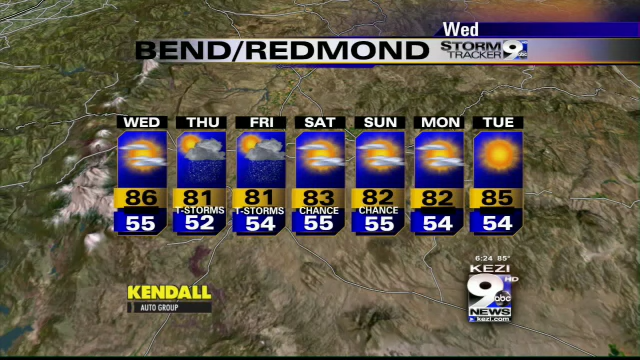 Wed
BEND/REDMOND
STORM
TRACKER 9 abc
WED THU FRI SAT SUN MON TUE
86 81 81 83 82 82 85
T-STORMS T-STORMS CHANCE CHANCE
55 52 54 55 55 54 54
6:24 85°
KEZI
9 HD
abc
NEWS
kezi.com
KENDALL
AUTO GROUP